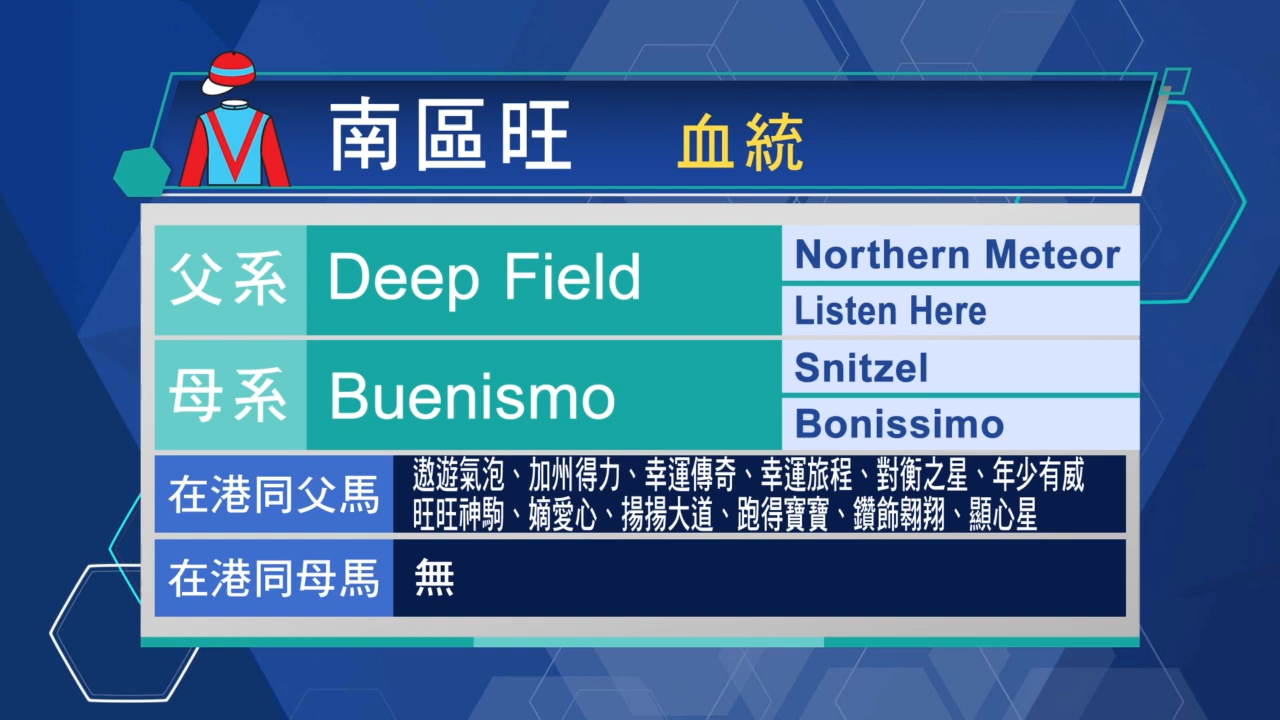 南區旺 血統
父系 Deep Field
Northern Meteor
Listen Here
母系 Buenismo
Snitzel
Bonissimo
在港同父馬
遨遊氣泡、加州得力、幸運傳奇、幸運旅程、對衡之星、年少有威
旺旺神駒、嫡愛心、揚揚大道、跑得寶寶、鑽飾翱翔、顯心星
在港同母馬 無